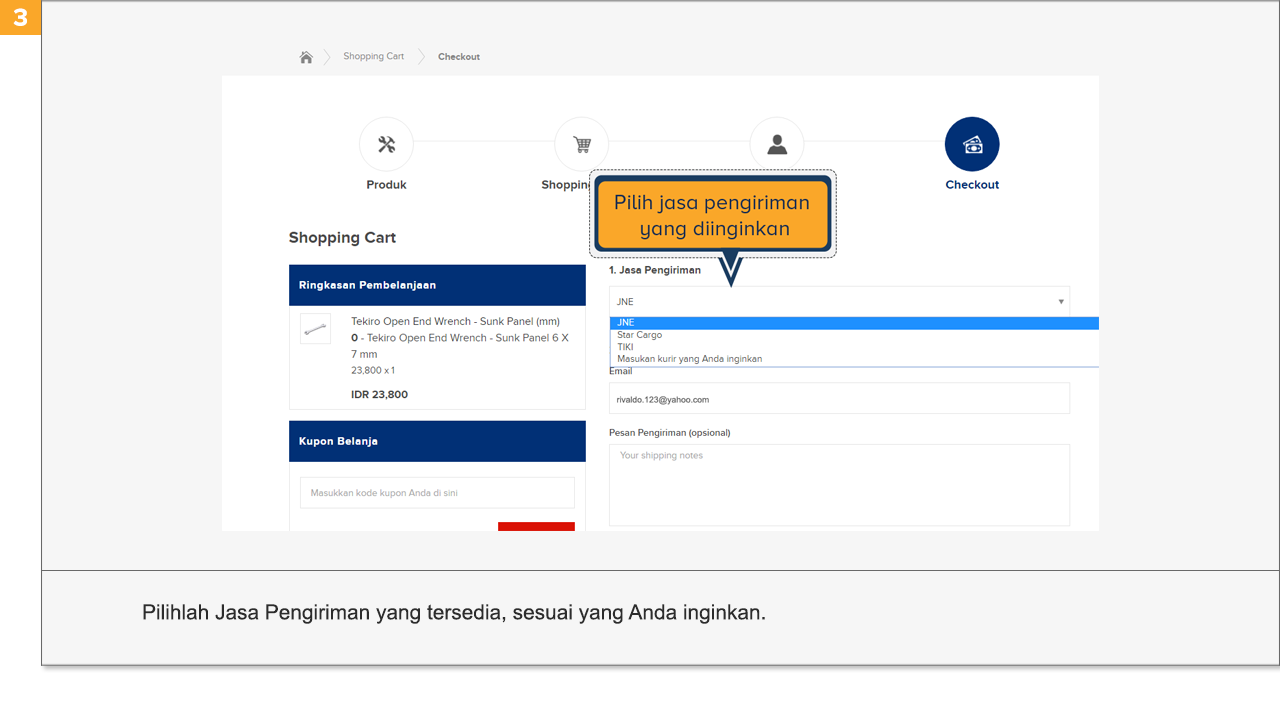 3
Shopping Cart
Checkout
Produk
Shopping
Checkout
Pilih jasa pengiriman
yang diinginkan
Shopping Cart
Ringkasan Pembelanjaan
Tekiro Open End Wrench - Sunk Panel (mm)
0 - Tekiro Open End Wrench - Sunk Panel 6 X
7 mm
23,800 x 1
IDR 23,800
Kupon Belanja
Masukkan kode kupon Anda di sini
1. Jasa Pengiriman
JNE
JNE
Star Cargo
TIKI
Masukan kurir yang Anda inginkan
Email
rivaldo.123@yahoo.com
Pesan Pengiriman (opsional)
Your shipping notes
Pilihlah Jasa Pengiriman yang tersedia, sesuai yang Anda inginkan.